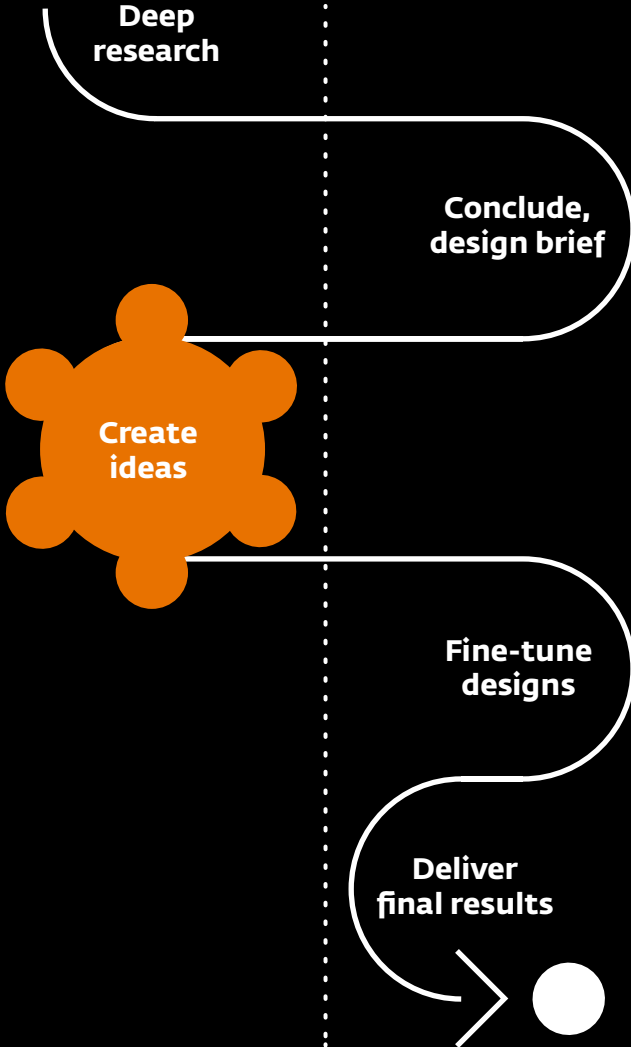 Deep
research
Conclude,
design brief
Create
ideas
Fine-tune
designs
Deliver
final results